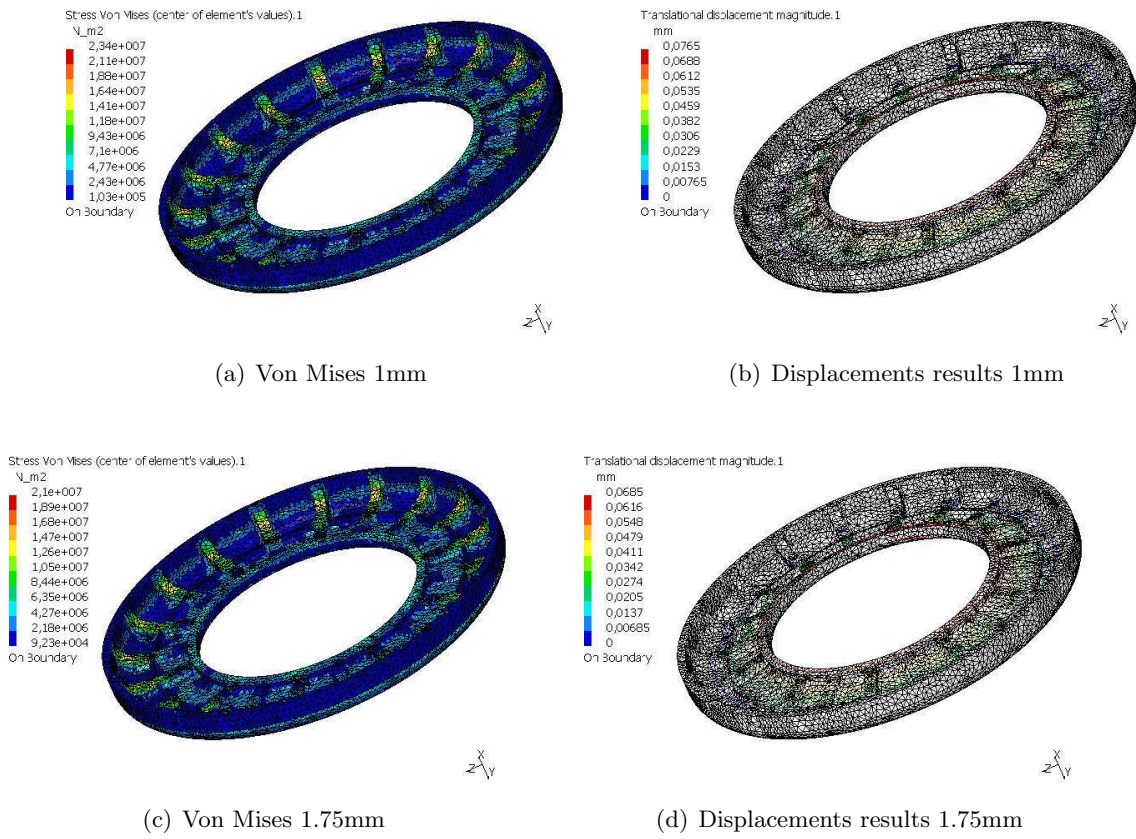 Stress Von Mises (center of element's values).1
N_m2
2,34e+007
2,11e+007
1,88e+007
1,64e+007
1,41e+007
1,18e+007
9,43e+006
7,1e+006
4,77e+006
2,43e+006
1,03e+005
On Boundary
X
Z
Y
Translational displacement magnitude.1
mm
0,0765
0,0688
0,0612
0,0535
0,0459
0,0382
0,0306
0,0229
0,0153
0,00765
0
On Boundary
X
Z
Y
(a) Von Mises 1mm
(b) Displacements results 1mm
Stress Von Mises (center of element's values).1
N_m2
2,1e+007
1,89e+007
1,68e+007
1,47e+007
1,26e+007
1,05e+007
8,44e+006
6,35e+006
4,27e+006
2,18e+006
9,23e+004
On Boundary
X
Z
Y
Translational displacement magnitude.1
mm
0,0685
0,0616
0,0548
0,0479
0,0411
0,0342
0,0274
0,0205
0,0137
0,00685
0
On Boundary
X
Z
Y
(c) Von Mises 1.75mm
(d) Displacements results 1.75mm